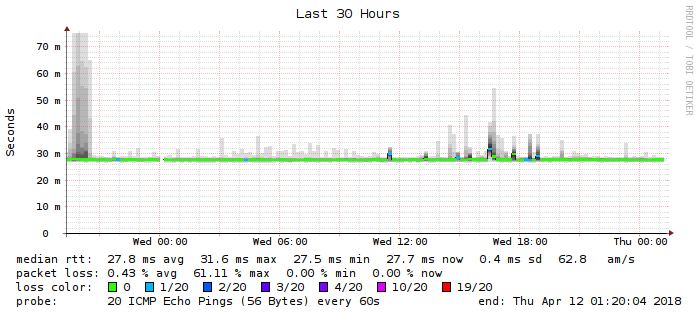 Last 30 Hours
RRDTOOL / TOBI OETIKER
Seconds
70 m
60 m
50 m
40 m
30 m
20 m
10 m
0
Wed 00:00 Wed 06:00 Wed 12:00 Wed 18:00 Thu 00:00
median rtt: 27.8 ms avg 31.6 ms max 27.5 ms min 27.7 ms now 0.4 ms sd 62.8 am/s
packet loss: 0.43 % avg 61.11 % max 0.00 % min 0.00 % now
loss color: 0 1/20 2/20 3/20 4/20 10/20 19/20
probe: 20 ICMP Echo Pings (56 Bytes) every 60s end: Thu Apr 12 01:20:04 2018